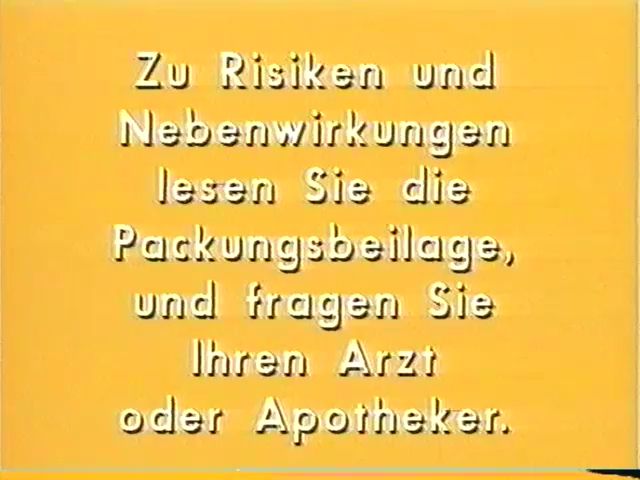 Zu Risiken und
Nebenwirkungen
lesen Sie die
Packungsbeilage,
und fragen Sie
Ihren Arzt
oder Apotheker.